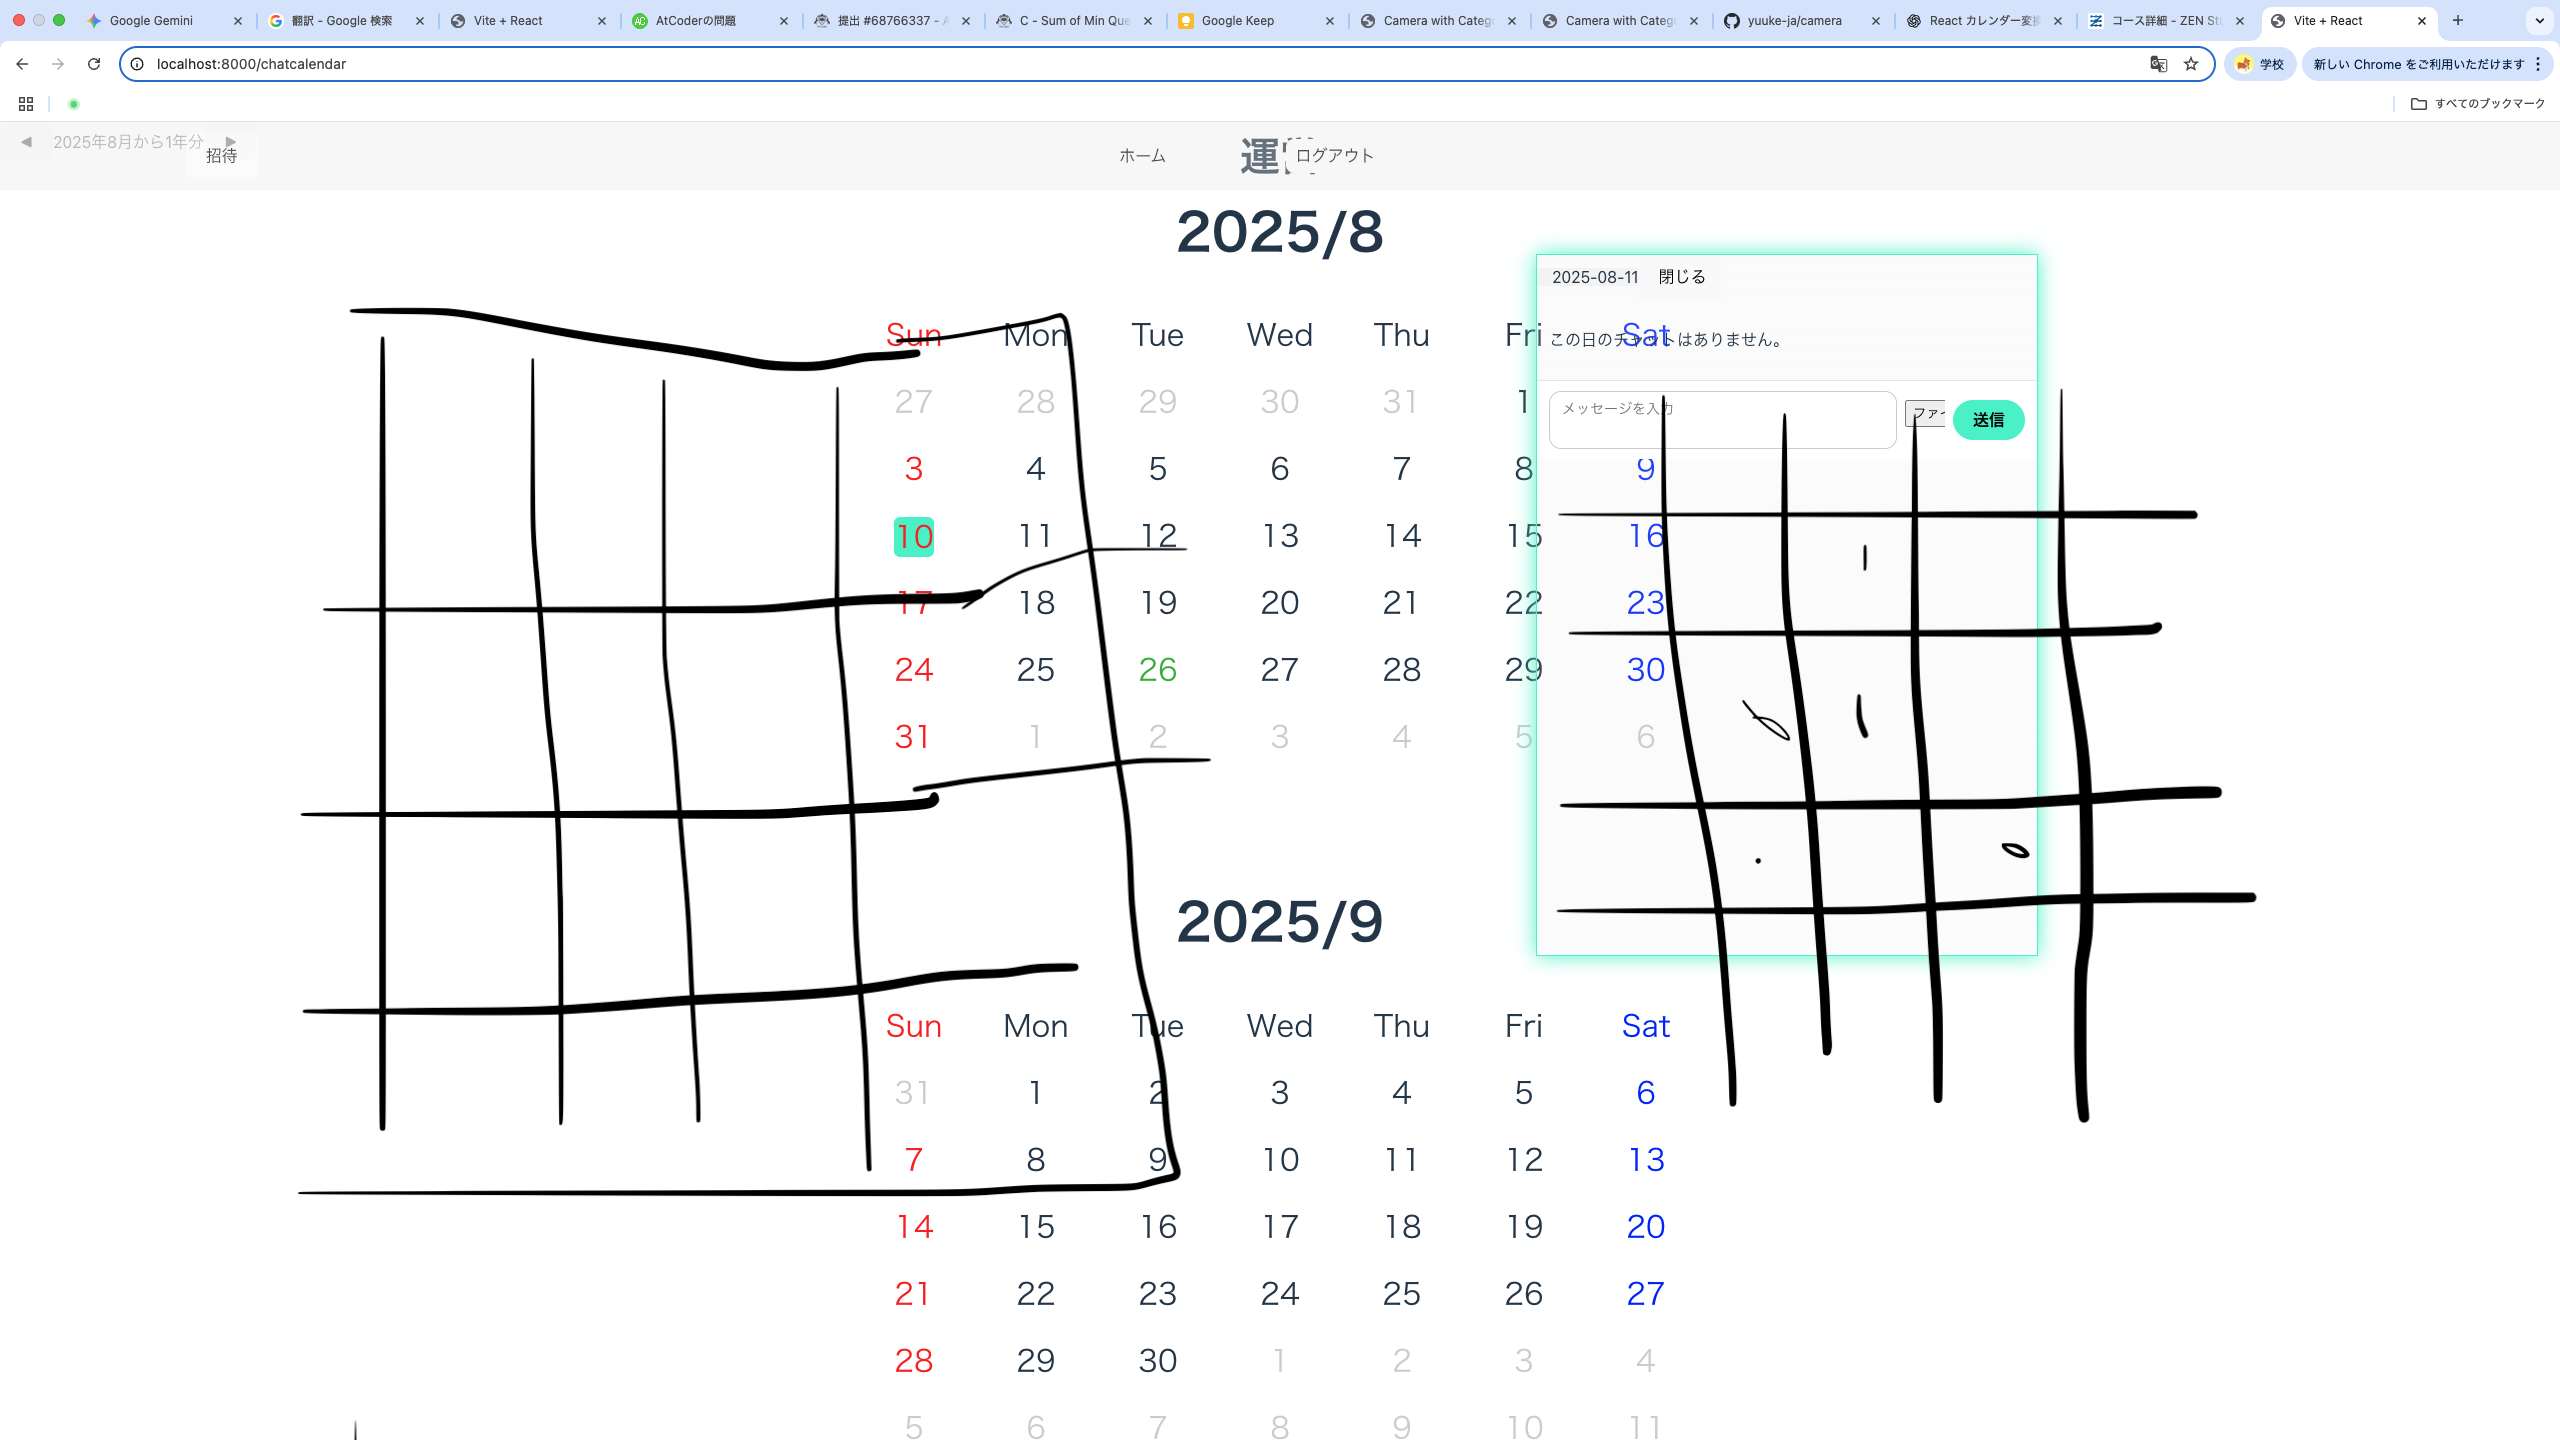 Google Gemini
翻訳 - Google 検索
Vite + React
AtCoderの問題
提出 #68766337 - A
C - Sum of Min Que
Google Keep
Camera with Catego
Camera with Catego
yuuke-ja/camera
React カレンダー変換
コース詳細 - ZEN St
Vite + React
localhost:8000/chatcalendar
学校
新しい Chrome をご利用いただけます
すべてのブックマーク
◀ 2025年8月から1年分 ▶
招待
ホーム
運
ログアウト
2025/8
Sun Mon Tue Wed Thu Fri Sat
27 28 29 30 31 1
3 4 5 6 7 8 9
10 11 12 13 14 15 16
17 18 19 20 21 22 23
24 25 26 27 28 29 30
31 1 2 3 4 5 6
2025-08-11 閉じる
この日のチャットはありません。
メッセージを入力
ファイ
送信
2025/9
Sun Mon Tue Wed Thu Fri Sat
31 1 2 3 4 5 6
7 8 9 10 11 12 13
14 15 16 17 18 19 20
21 22 23 24 25 26 27
28 29 30 1 2 3 4
5 6 7 8 9 10 11